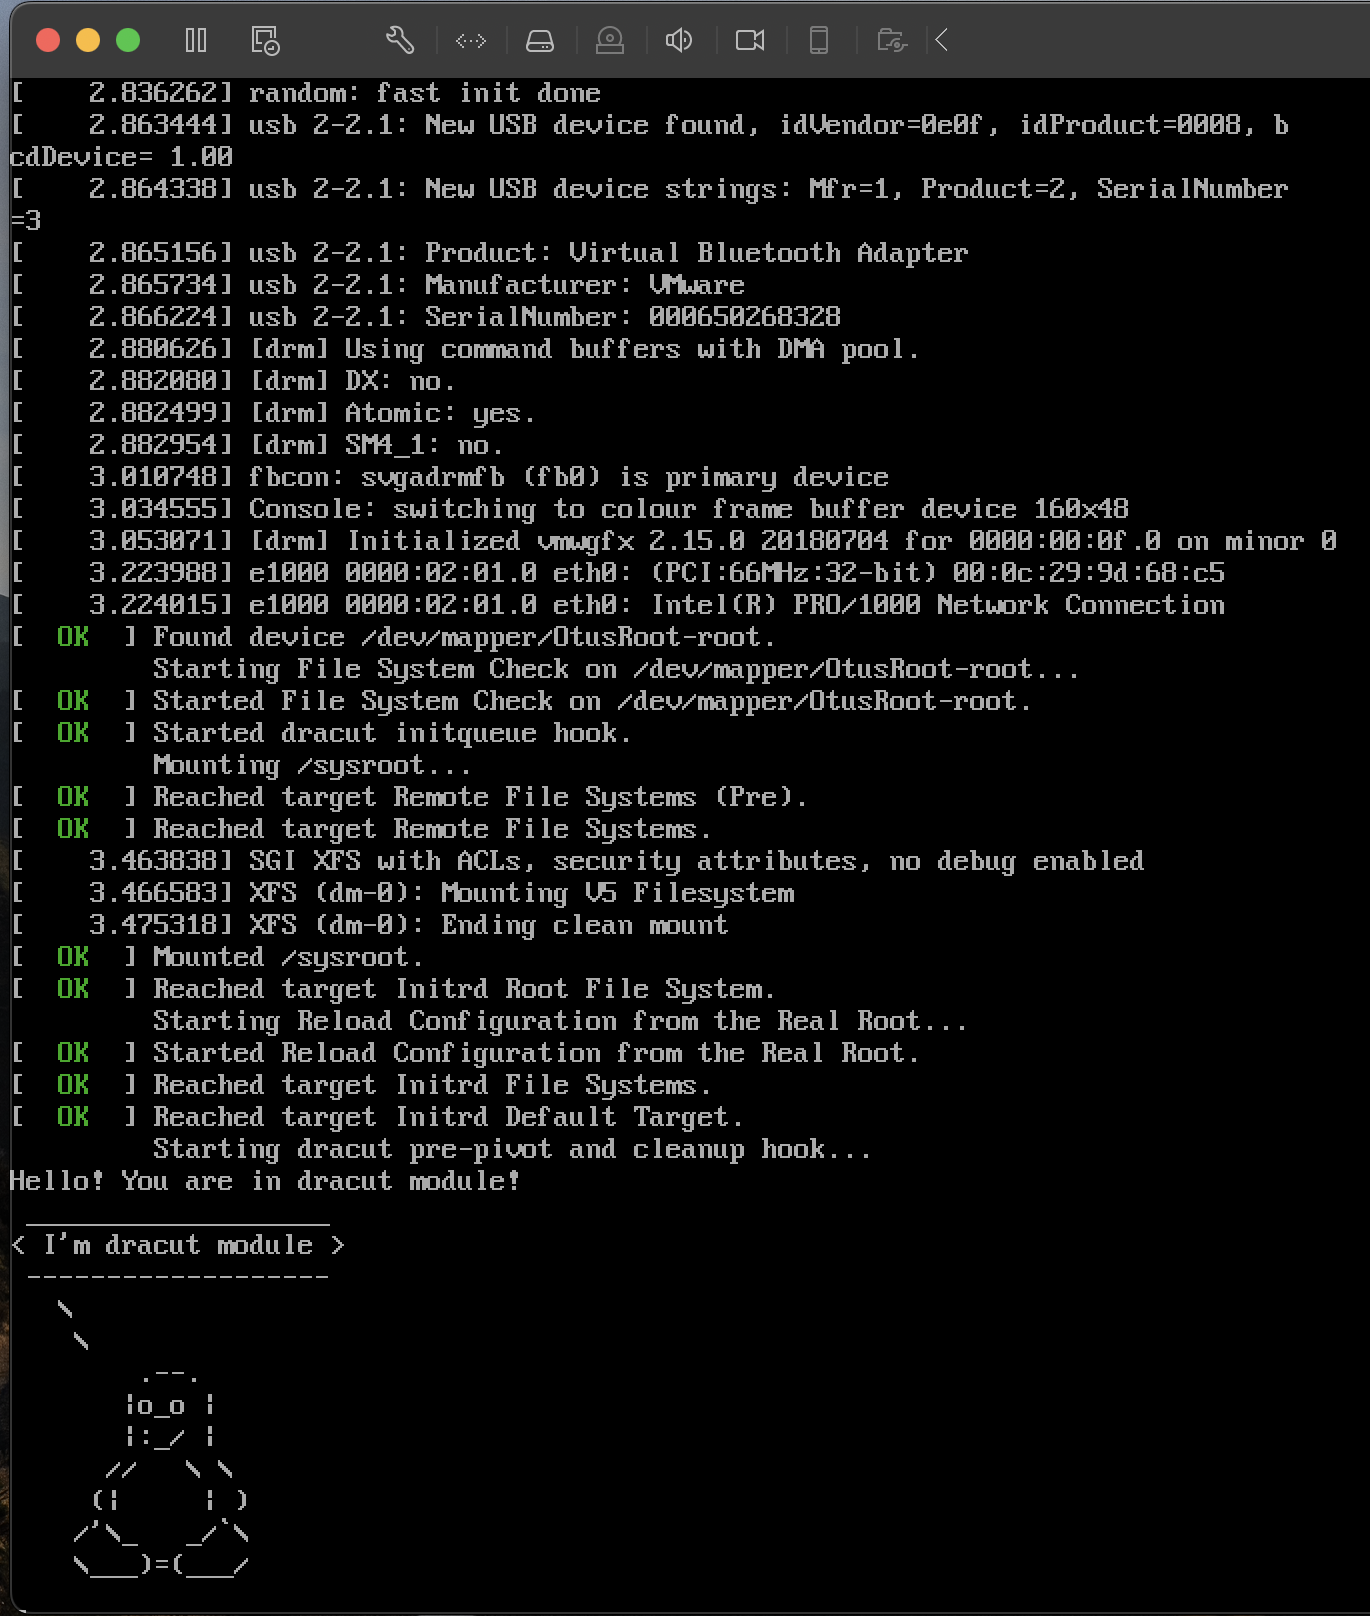 [    2.836262] random: fast init done
[    2.863444] usb 2-2.1: New USB device found, idVendor=0e0f, idProduct=0008, b
cdDevice= 1.00
[    2.864338] usb 2-2.1: New USB device strings: Mfr=1, Product=2, SerialNumber
=3
[    2.865156] usb 2-2.1: Product: Virtual Bluetooth Adapter
[    2.865734] usb 2-2.1: Manufacturer: VMware
[    2.866224] usb 2-2.1: SerialNumber: 000650268328
[    2.880626] [drm] Using command buffers with DMA pool.
[    2.882080] [drm] DX: no.
[    2.882499] [drm] Atomic: yes.
[    2.882954] [drm] SM4_1: no.
[    3.010748] fbcon: svgadrmfb (fb0) is primary device
[    3.034555] Console: switching to colour frame buffer device 160x48
[    3.053071] [drm] Initialized vmwgfx 2.15.0 20180704 for 0000:00:0f.0 on minor 0
[    3.223988] e1000 0000:02:01.0 eth0: (PCI:66MHz:32-bit) 00:0c:29:9d:68:c5
[    3.224015] e1000 0000:02:01.0 eth0: Intel(R) PRO/1000 Network Connection
[  OK  ] Found device /dev/mapper/OtusRoot-root.
         Starting File System Check on /dev/mapper/OtusRoot-root...
[  OK  ] Started File System Check on /dev/mapper/OtusRoot-root.
[  OK  ] Started dracut initqueue hook.
         Mounting /sysroot...
[  OK  ] Reached target Remote File Systems (Pre).
[  OK  ] Reached target Remote File Systems.
[    3.463838] SGI XFS with ACLs, security attributes, no debug enabled
[    3.466583] XFS (dm-0): Mounting V5 Filesystem
[    3.475318] XFS (dm-0): Ending clean mount
[  OK  ] Mounted /sysroot.
[  OK  ] Reached target Initrd Root File System.
         Starting Reload Configuration from the Real Root...
[  OK  ] Started Reload Configuration from the Real Root.
[  OK  ] Reached target Initrd File Systems.
[  OK  ] Reached target Initrd Default Target.
         Starting dracut pre-pivot and cleanup hook...
Hello! You are in dracut module!
 ___________________
< I'm dracut module >
 -------------------
   \
    \
        .--.
       |o_o |
       |:_/ |
      //   \ \
     (|     | )
    /'\_   _/`\
    \___)=(___/